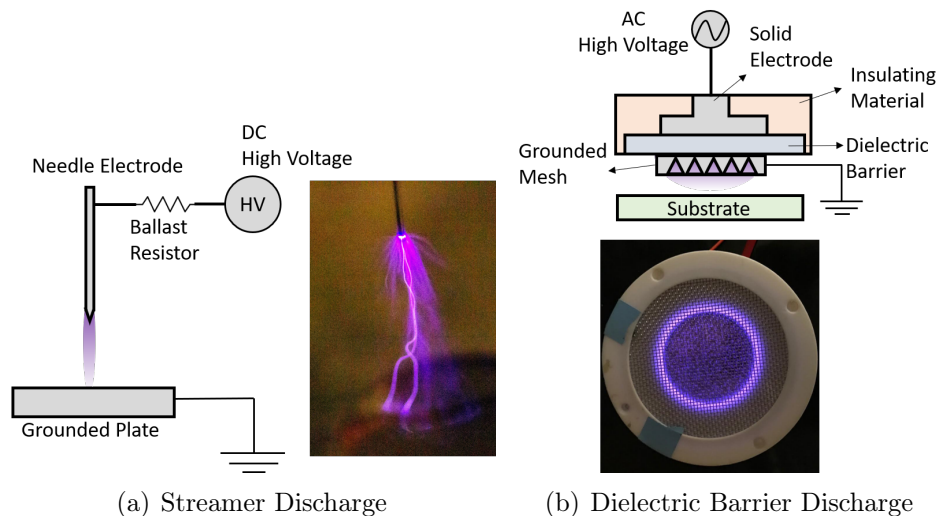 DC
High Voltage
Needle Electrode
HV
Ballast
Resistor
Grounded Plate
(a) Streamer Discharge
AC
High Voltage
Solid
Electrode
Insulating
Material
Grounded
Mesh
Dielectric
Barrier
Substrate
(b) Dielectric Barrier Discharge